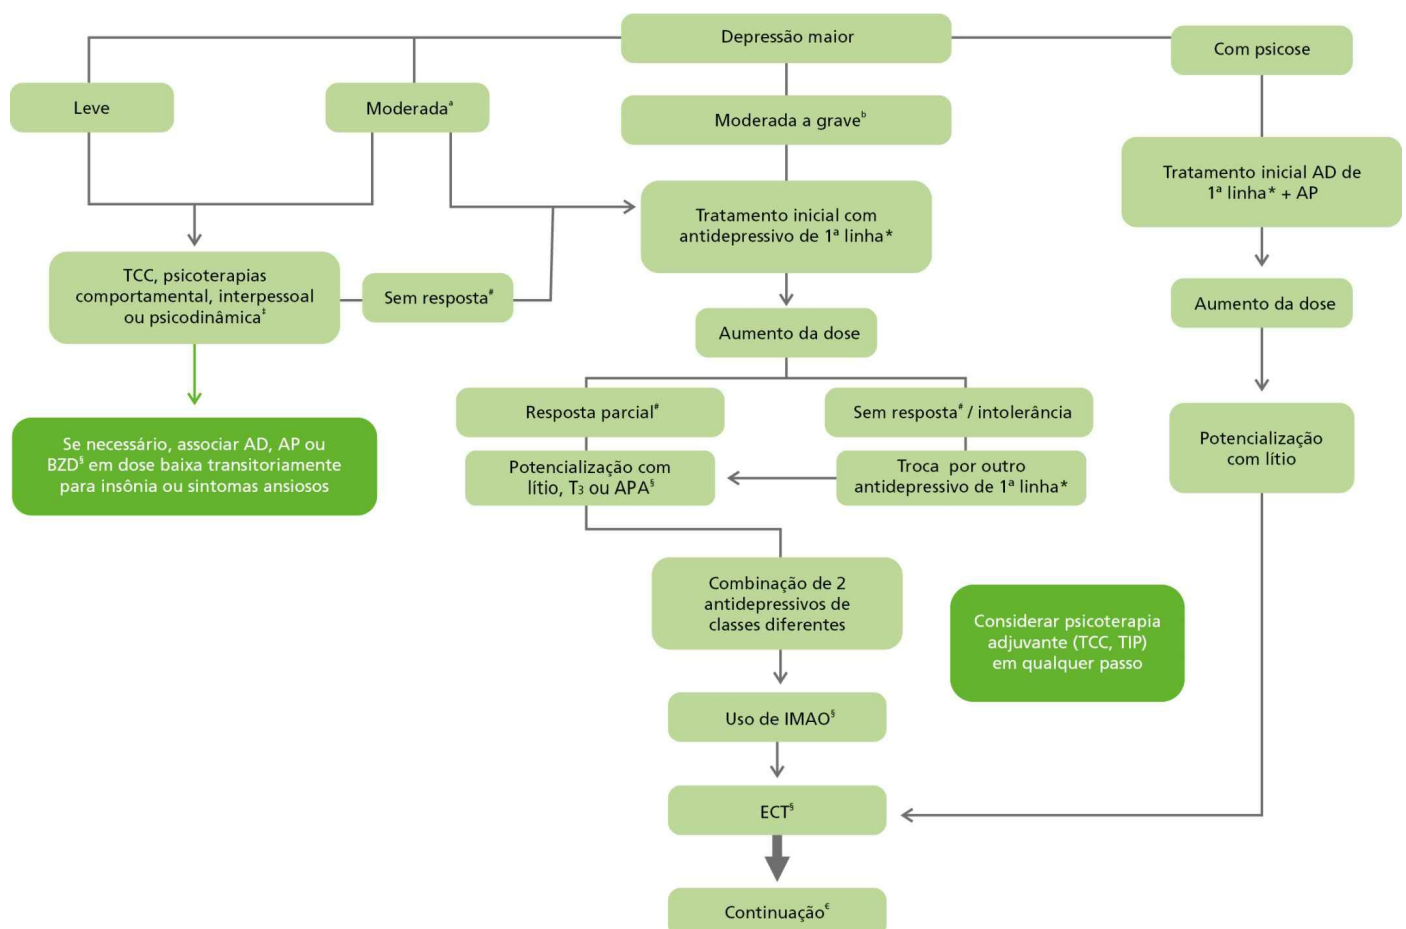 Depressão maior
Com psicose
Leve
Moderadaᵃ
Moderada a graveᵇ
Tratamento inicial AD de
1ª linha* + AP
Tratamento inicial com
antidepressivo de 1ª linha*
TCC, psicoterapias
comportamental, interpessoal
ou psicodinâmica‡
Sem resposta#
Aumento da dose
Aumento da dose
Resposta parcial#
Sem resposta# / intolerância
Se necessário, associar AD, AP ou
BZD§ em dose baixa transitoriamente
para insônia ou sintomas ansiosos
Potencialização com
lítio, T3 ou APA§
Troca por outro
antidepressivo de 1ª linha*
Potencialização
com lítio
Combinação de 2
antidepressivos de
classes diferentes
Considerar psicoterapia
adjuvante (TCC, TIP)
em qualquer passo
Uso de IMAO§
ECT§
Continuação€